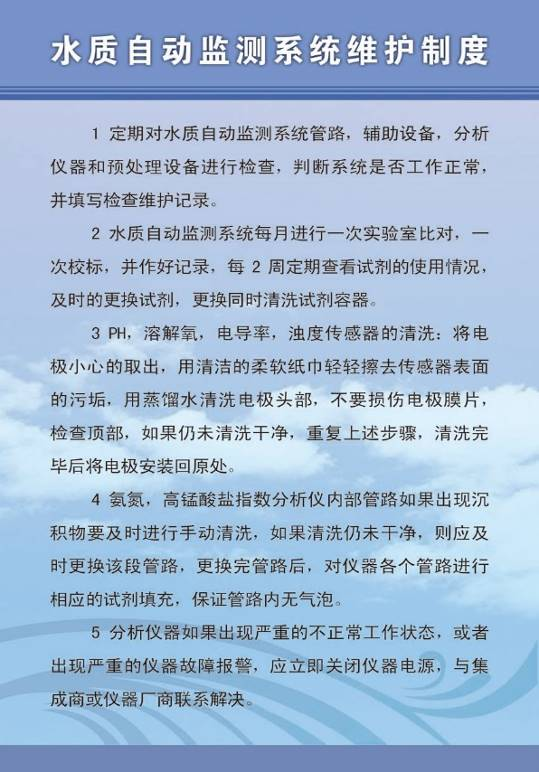 水质自动监测系统维护制度
1 定期对水质自动监测系统管路，辅助设备，分析
仪器和预处理设备进行检查，判断系统是否工作正常，
并填写检查维护记录。
2 水质自动监测系统每月进行一次实验室比对，一
次校标，并作好记录，每 2 周定期查看试剂的使用情况，
及时的更换试剂，更换同时清洗试剂容器。
3 PH，溶解氧，电导率，浊度传感器的清洗：将电
极小心的取出，用清洁的柔软纸巾轻轻擦去传感器表面
的污垢，用蒸馏水清洗电极头部，不要损伤电极膜片，
检查顶部，如果仍未清洗干净，重复上述步骤，清洗完
毕后将电极安装回原处。
4 氨氮，高锰酸盐指数分析仪内部管路如果出现沉
积物要及时进行手动清洗，如果清洗仍未干净，则应及
时更换该段管路，更换完管路后，对仪器各个管路进行
相应的试剂填充，保证管路内无气泡。
5 分析仪器如果出现严重的不正常工作状态，或者
出现严重的仪器故障报警，应立即关闭仪器电源，与集
成商或仪器厂商联系解决。